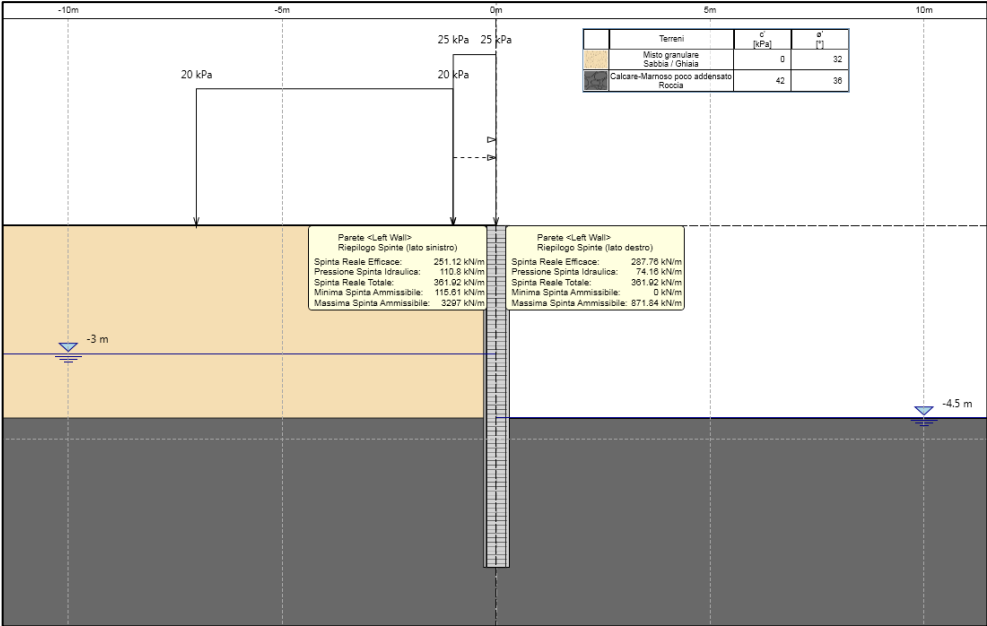 -10m -5m 0m 5m 10m
25 kPa 25 kPa
20 kPa 20 kPa
Terreni c' [kPa] ø' [°]
Misto granulare
Sabbia / Ghiaia
0 32
Calcare-Marnoso poco addensato
Roccia
42 36
Parete <Left Wall>
Riepilogo Spinte (lato sinistro)
Spinta Reale Efficace: 251.12 kN/m
Pressione Spinta Idraulica: 110.8 kN/m
Spinta Reale Totale: 361.92 kN/m
Minima Spinta Ammissibile: 115.61 kN/m
Massima Spinta Ammissibile: 3297 kN/m
Parete <Left Wall>
Riepilogo Spinte (lato destro)
Spinta Reale Efficace: 287.76 kN/m
Pressione Spinta Idraulica: 74.16 kN/m
Spinta Reale Totale: 361.92 kN/m
Minima Spinta Ammissibile: 0 kN/m
Massima Spinta Ammissibile: 871.84 kN/m
-3 m
-4.5 m